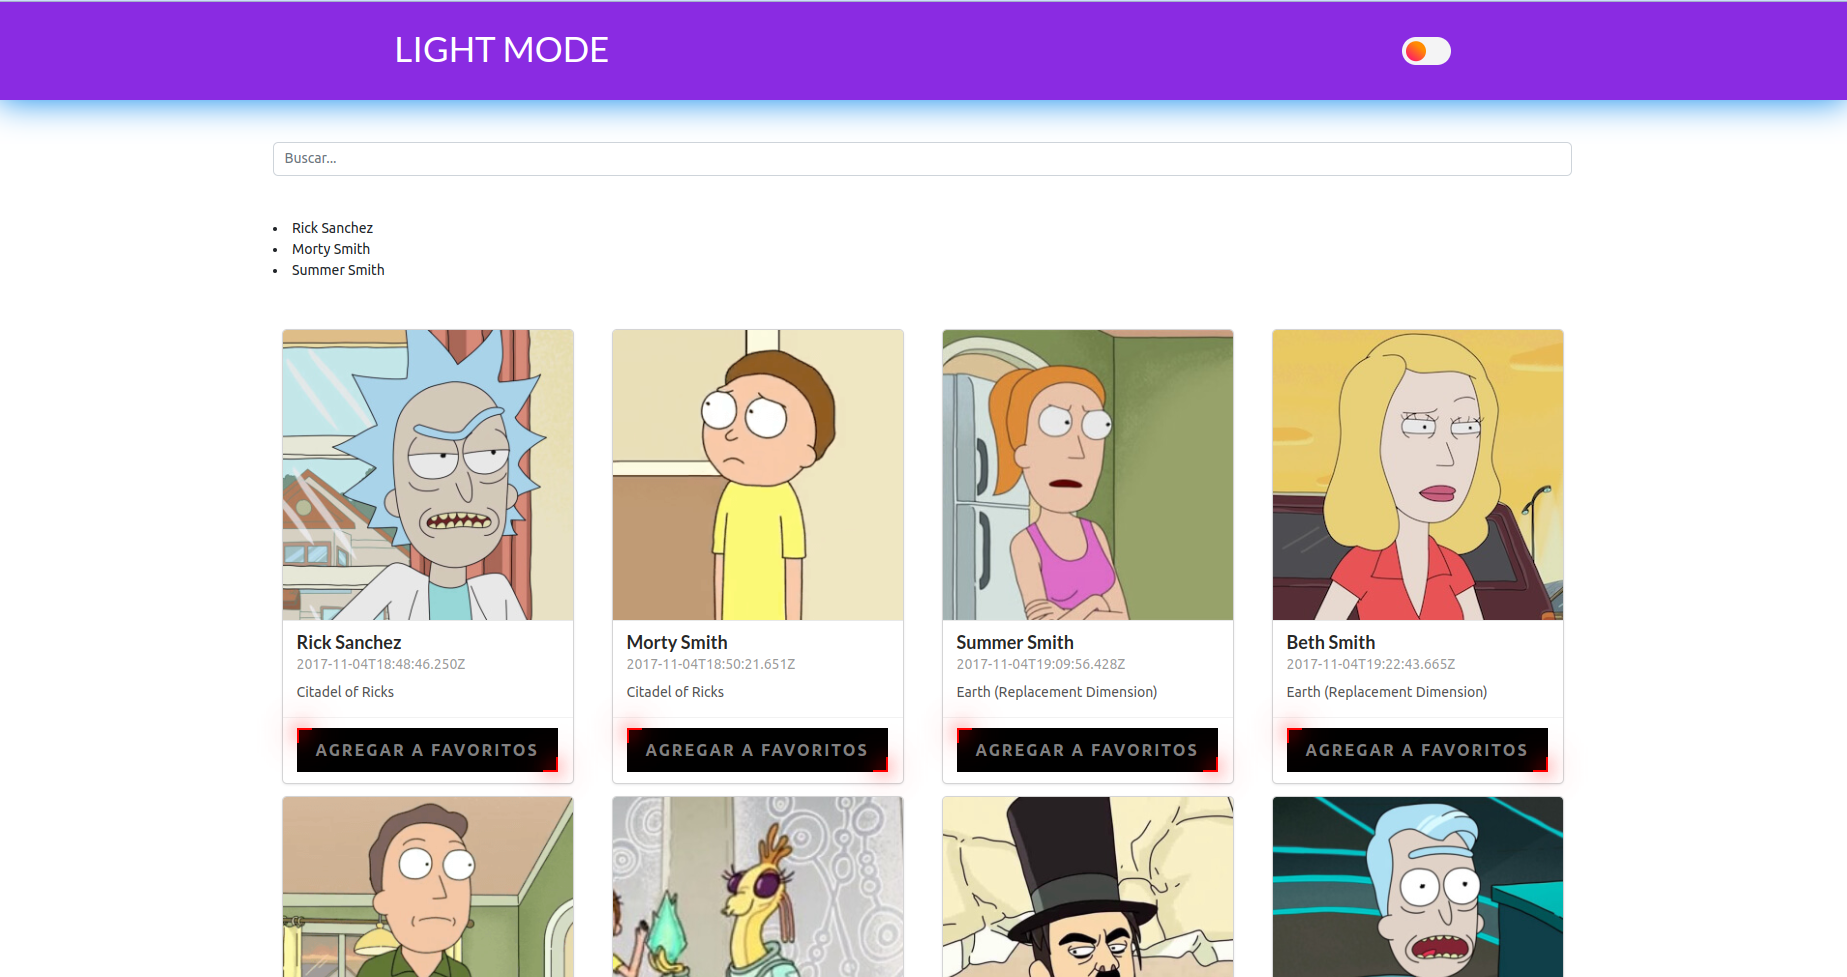 LIGHT MODE
Buscar...
Rick Sanchez
Morty Smith
Summer Smith
Rick Sanchez
2017-11-04T18:48:46.250Z
Citadel of Ricks
AGREGAR A FAVORITOS
Morty Smith
2017-11-04T18:50:21.651Z
Citadel of Ricks
AGREGAR A FAVORITOS
Summer Smith
2017-11-04T19:09:56.428Z
Earth (Replacement Dimension)
AGREGAR A FAVORITOS
Beth Smith
2017-11-04T19:22:43.665Z
Earth (Replacement Dimension)
AGREGAR A FAVORITOS